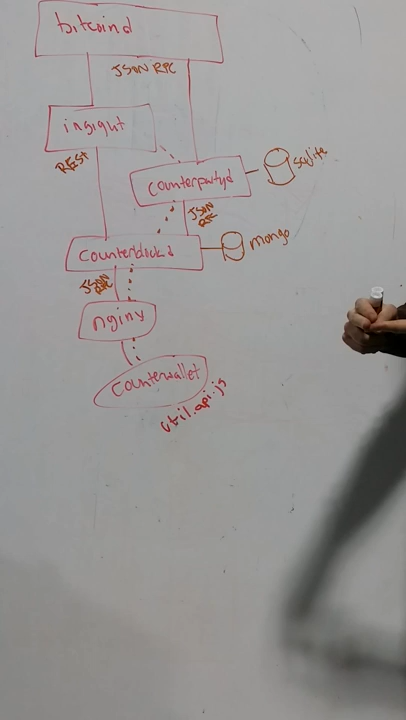 bitcoind
JSON RPC
insight
REST
counterpartyd
sqlite
JSON
RPC
counterblockd
mongo
JSON
RPC
nginx
counterwallet
util.api.js